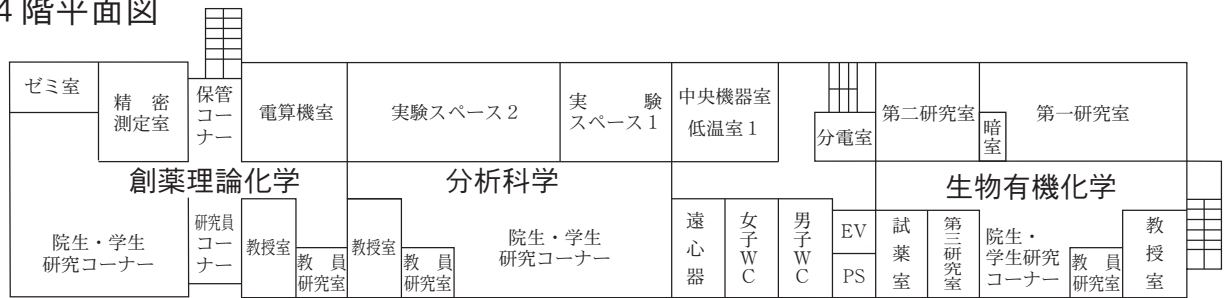 4階平面図
ゼミ室
精 密
測定室
保管
コー
ナー
電算機室
実験スペース2
実 験
スペース1
中央機器室
低温室1
分電室
第二研究室
暗室
第一研究室
創薬理論化学
分析科学
生物有機化学
院生・学生
研究コーナー
研究員
コー
ナー
教授室
教 員
研究室
教授室
教 員
研究室
院生・学生
研究コーナー
遠心器
女子WC
男子WC
EV
PS
試薬室
第三研究室
院生・
学生研究
コーナー
教 員
研究室
教授室